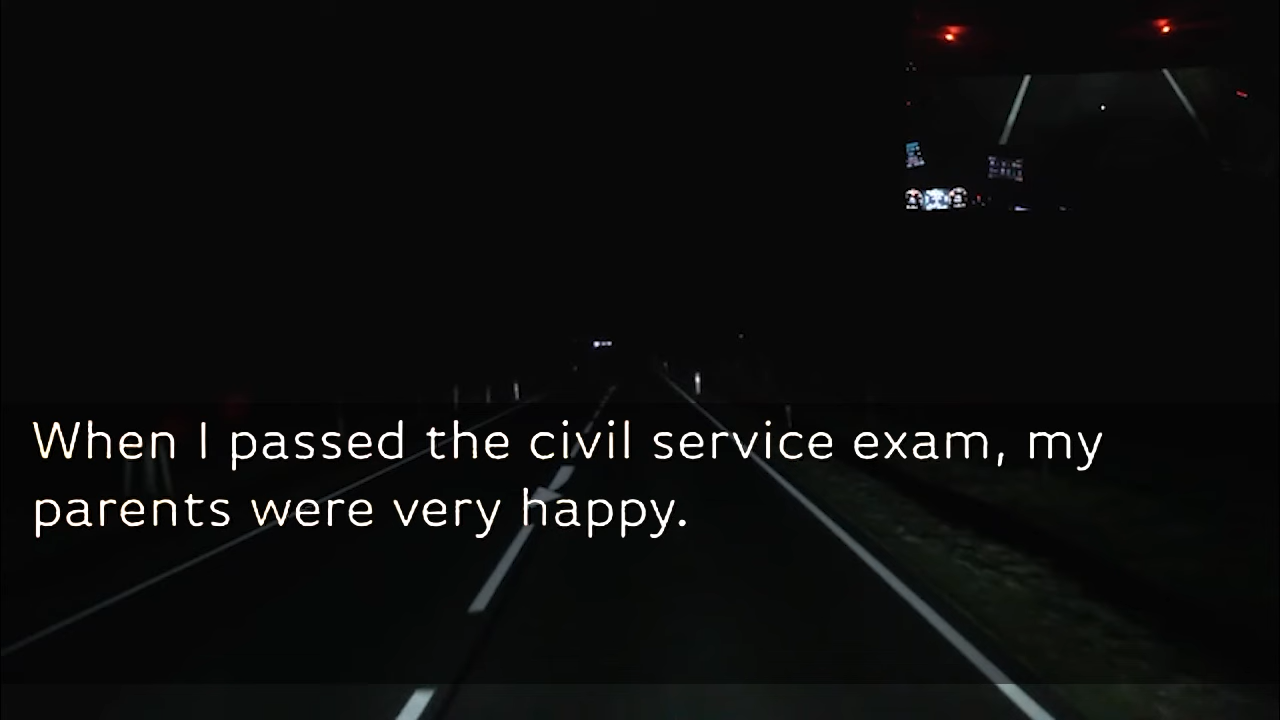 When I passed the civil service exam, my
parents were very happy.